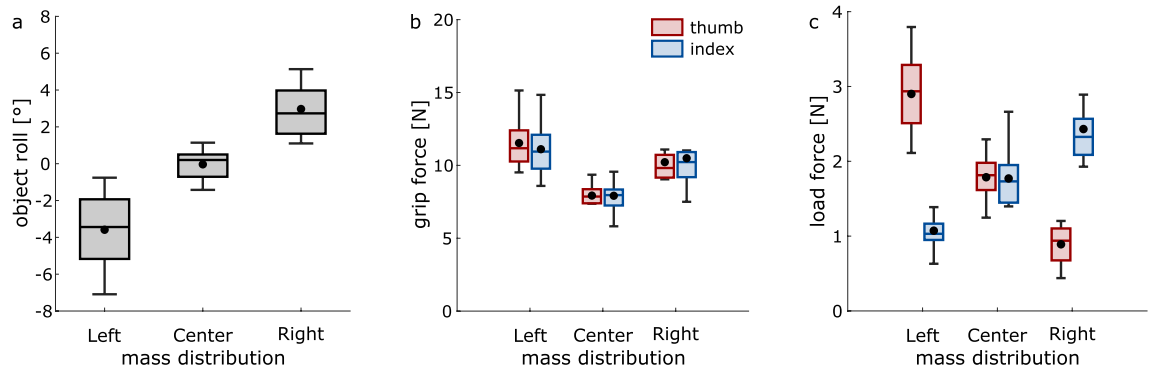 a
object roll [°]
8
6
4
2
0
-2
-4
-6
-8
Left Center Right
mass distribution
b
grip force [N]
20
15
10
5
0
thumb
index
Left Center Right
mass distribution
c
load force [N]
4
3
2
1
0
Left Center Right
mass distribution